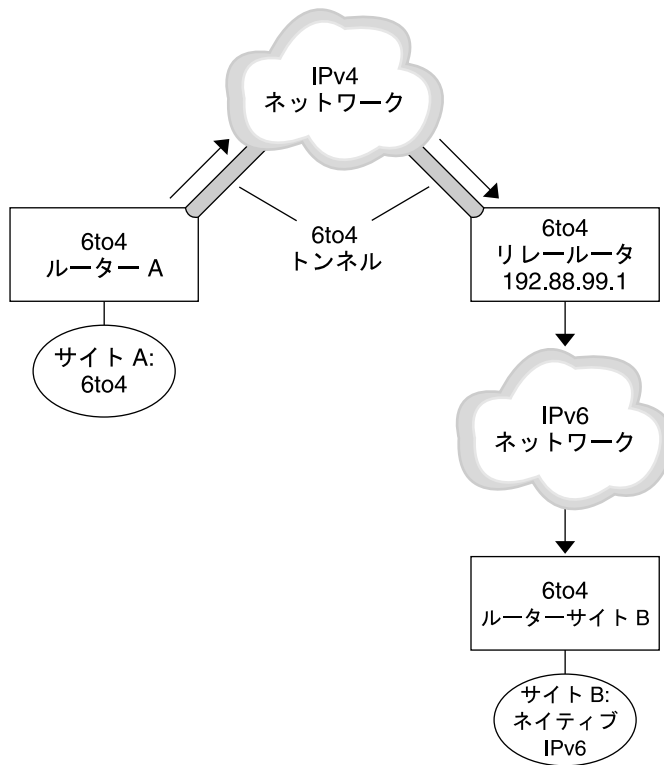 IPv4
ネットワーク
6to4
ルーター A
6to4
トンネル
6to4
リレールータ
192.88.99.1
サイト A:
6to4
IPv6
ネットワーク
6to4
ルーターサイト B
サイト B:
ネイティブ
IPv6